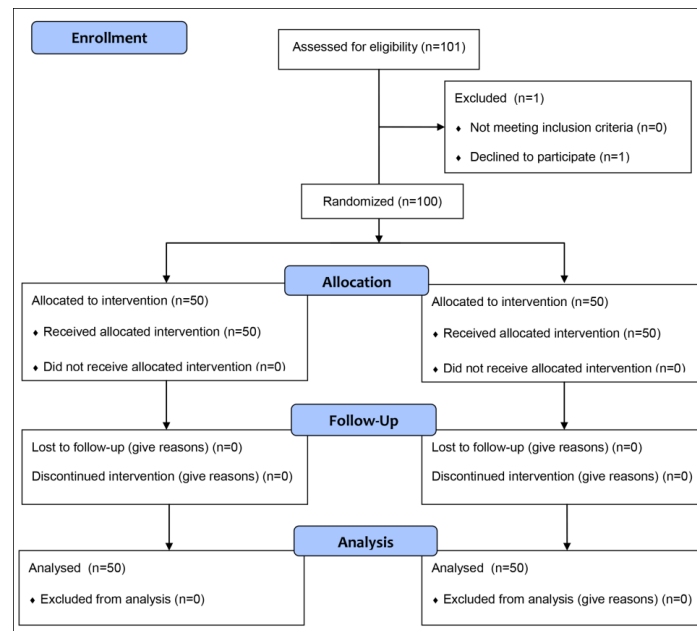 Enrollment
Assessed for eligibility (n=101)
Excluded (n=1)
♦ Not meeting inclusion criteria (n=0)
♦ Declined to participate (n=1)
Randomized (n=100)
Allocation
Allocated to intervention (n=50)
♦ Received allocated intervention (n=50)
♦ Did not receive allocated intervention (n=0)
Allocated to intervention (n=50)
♦ Received allocated intervention (n=50)
♦ Did not receive allocated intervention (n=0)
Follow-Up
Lost to follow-up (give reasons) (n=0)
Discontinued intervention (give reasons) (n=0)
Lost to follow-up (give reasons) (n=0)
Discontinued intervention (give reasons) (n=0)
Analysis
Analysed (n=50)
♦ Excluded from analysis (n=0)
Analysed (n=50)
♦ Excluded from analysis (give reasons) (n=0)